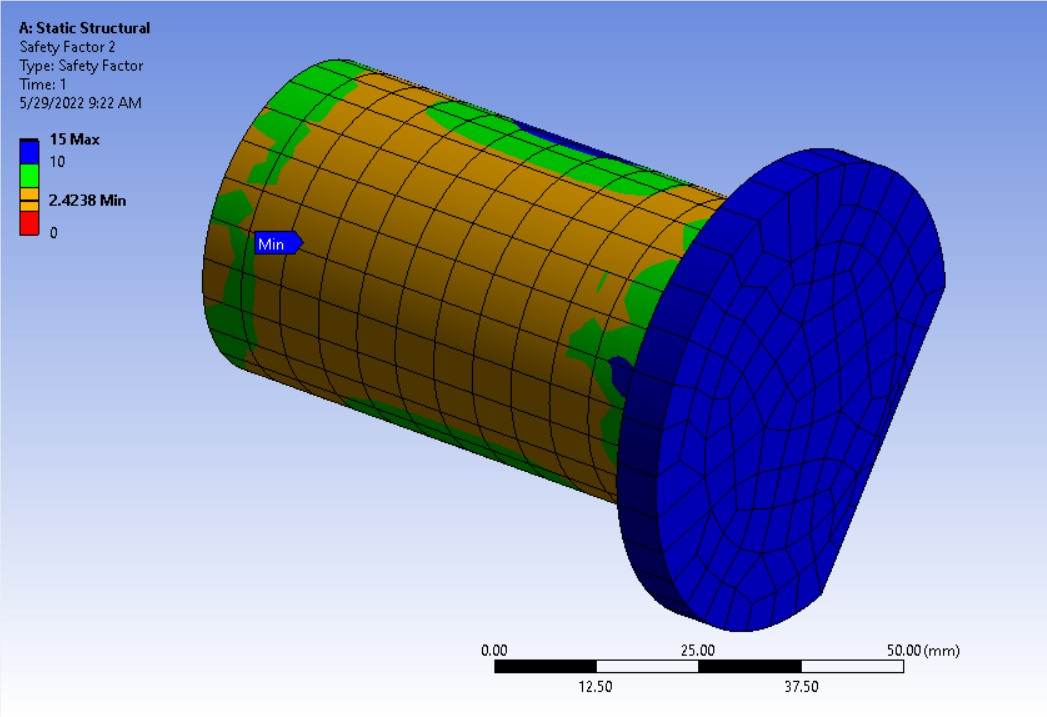 A: Static Structural
Safety Factor 2
Type: Safety Factor
Time: 1
5/29/2022 9:22 AM
15 Max
10
2.4238 Min
0
Min
0.00 25.00 50.00 (mm)
12.50 37.50